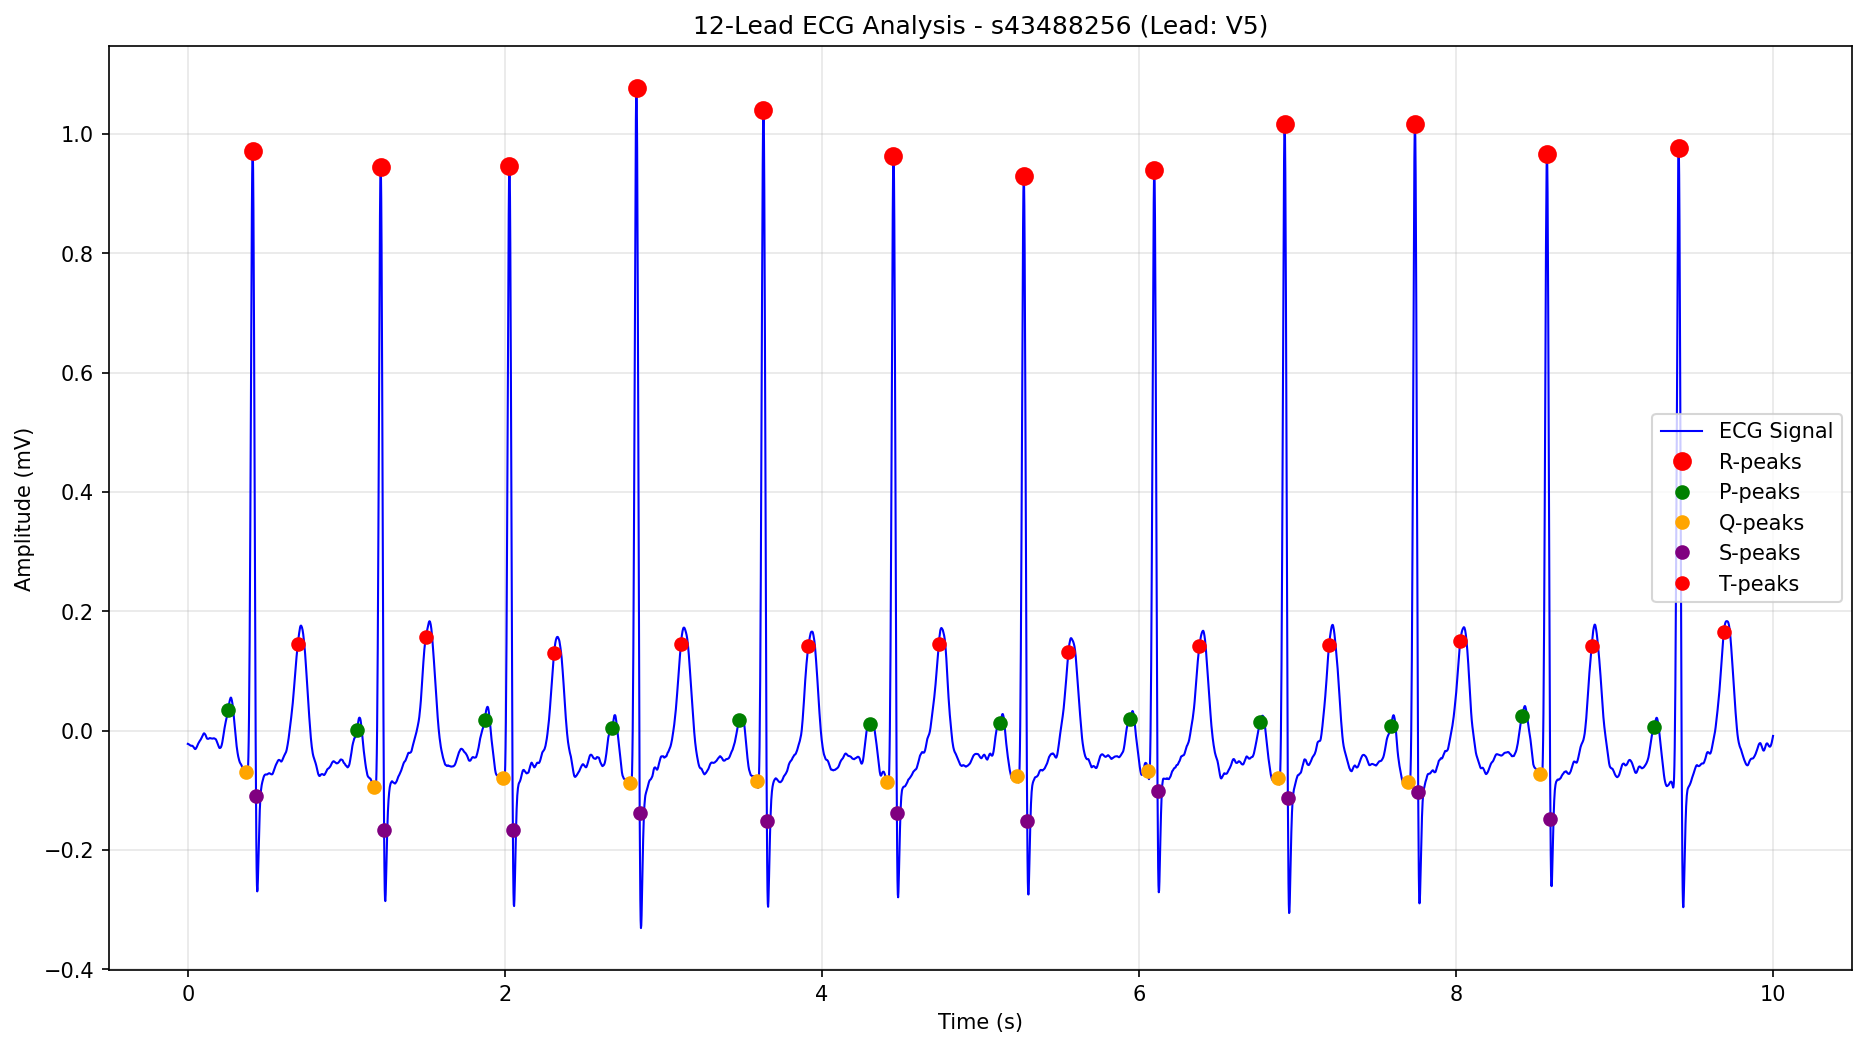 12-Lead ECG Analysis - s43488256 (Lead: V5)
Amplitude (mV)
1.0
0.8
0.6
0.4
0.2
0.0
−0.2
−0.4
ECG Signal
R-peaks
P-peaks
Q-peaks
S-peaks
T-peaks
0 2 4 6 8 10
Time (s)